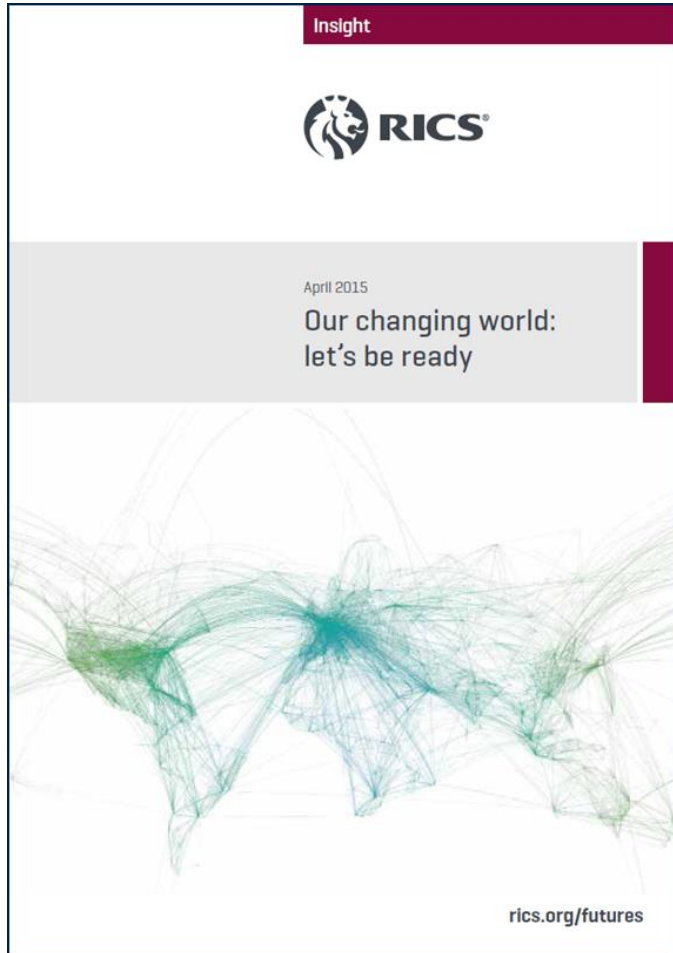 Insight
RICS®
April 2015
Our changing world:
let's be ready
rics.org/futures